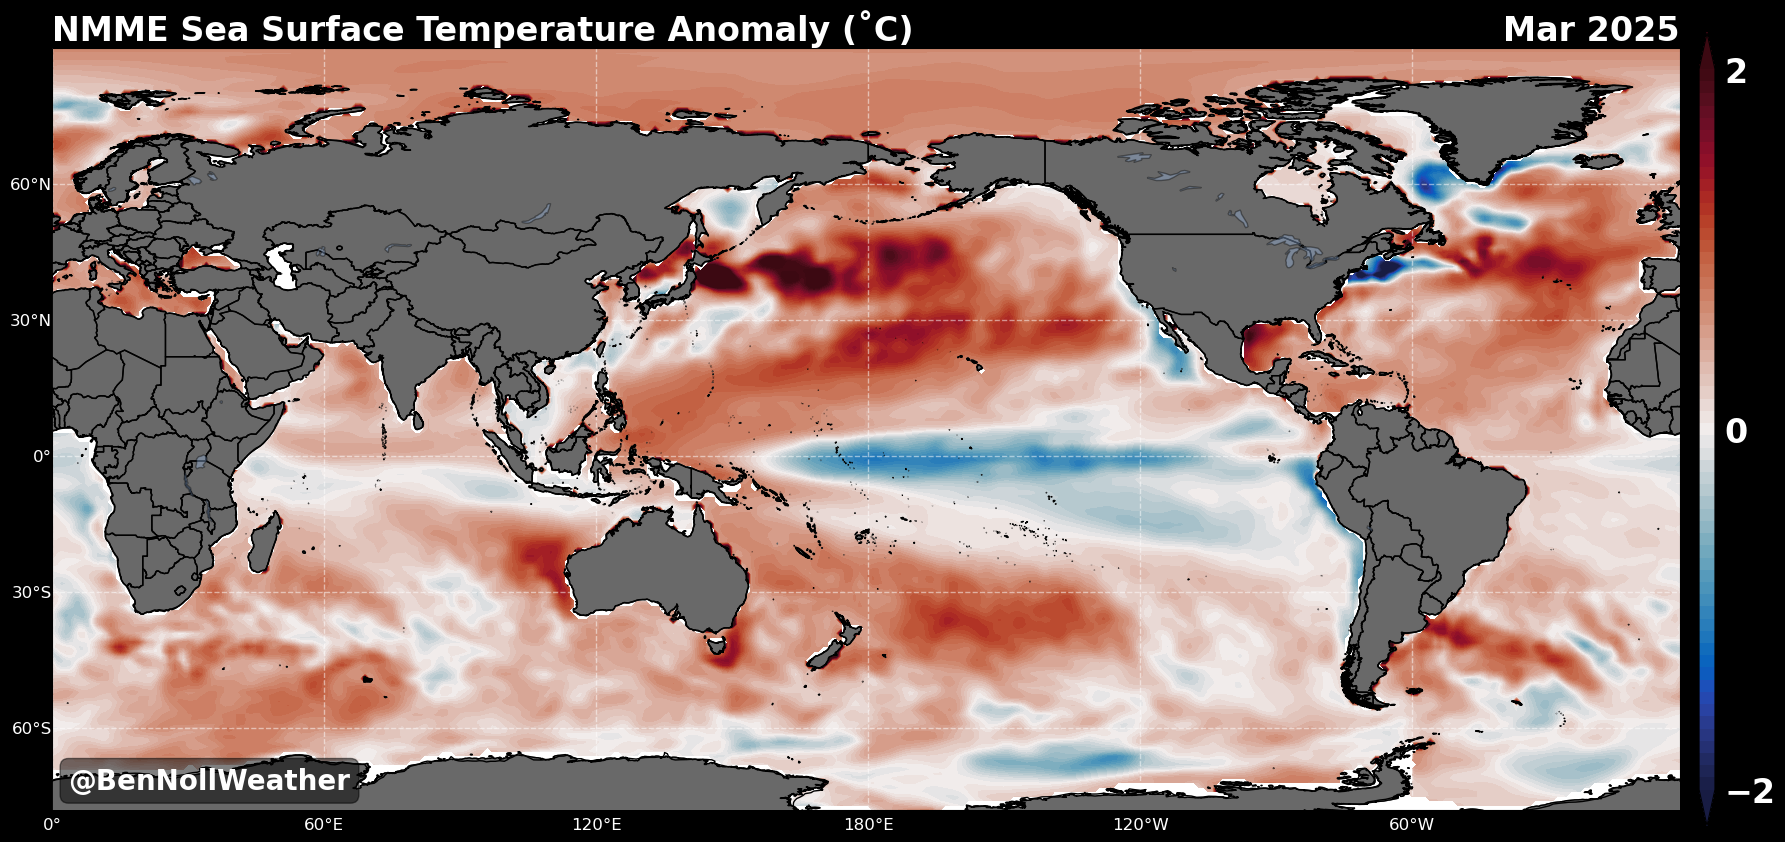 NMME Sea Surface Temperature Anomaly (˚C)
Mar 2025
2
0
−2
60°N
30°N
0°
30°S
60°S
@BenNollWeather
0°
60°E
120°E
180°E
120°W
60°W